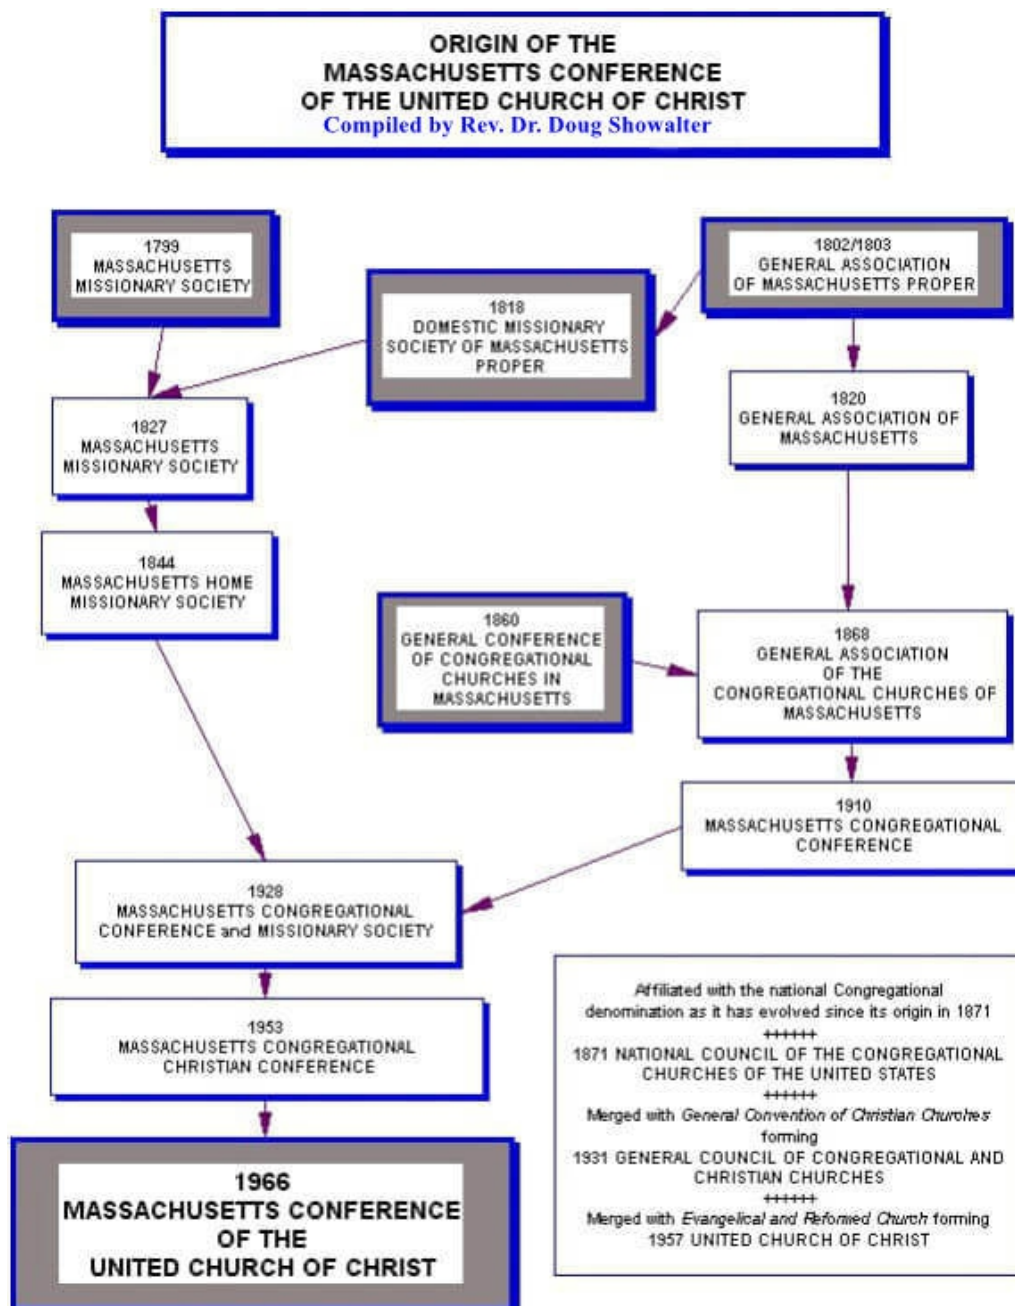 ORIGIN OF THE
MASSACHUSETTS CONFERENCE
OF THE UNITED CHURCH OF CHRIST
Compiled by Rev. Dr. Doug Showalter
1799
MASSACHUSETTS
MISSIONARY SOCIETY
1802/1803
GENERAL ASSOCIATION
OF MASSACHUSETTS PROPER
1818
DOMESTIC MISSIONARY
SOCIETY OF MASSACHUSETTS
PROPER
1827
MASSACHUSETTS
MISSIONARY SOCIETY
1820
GENERAL ASSOCIATION OF
MASSACHUSETTS
1844
MASSACHUSETTS HOME
MISSIONARY SOCIETY
1860
GENERAL CONFERENCE
OF CONGREGATIONAL
CHURCHES IN
MASSACHUSETTS
1868
GENERAL ASSOCIATION
OF THE
CONGREGATIONAL CHURCHES OF
MASSACHUSETTS
1910
MASSACHUSETTS CONGREGATIONAL
CONFERENCE
1928
MASSACHUSETTS CONGREGATIONAL
CONFERENCE and MISSIONARY SOCIETY
1953
MASSACHUSETTS CONGREGATIONAL
CHRISTIAN CONFERENCE
1966
MASSACHUSETTS CONFERENCE
OF THE
UNITED CHURCH OF CHRIST
Affiliated with the national Congregational
denomination as it has evolved since its origin in 1871
++++++
1871 NATIONAL COUNCIL OF THE CONGREGATIONAL
CHURCHES OF THE UNITED STATES
++++++
Merged with General Convention of Christian Churches
forming
1931 GENERAL COUNCIL OF CONGREGATIONAL AND
CHRISTIAN CHURCHES
++++++
Merged with Evangelical and Reformed Church forming
1957 UNITED CHURCH OF CHRIST